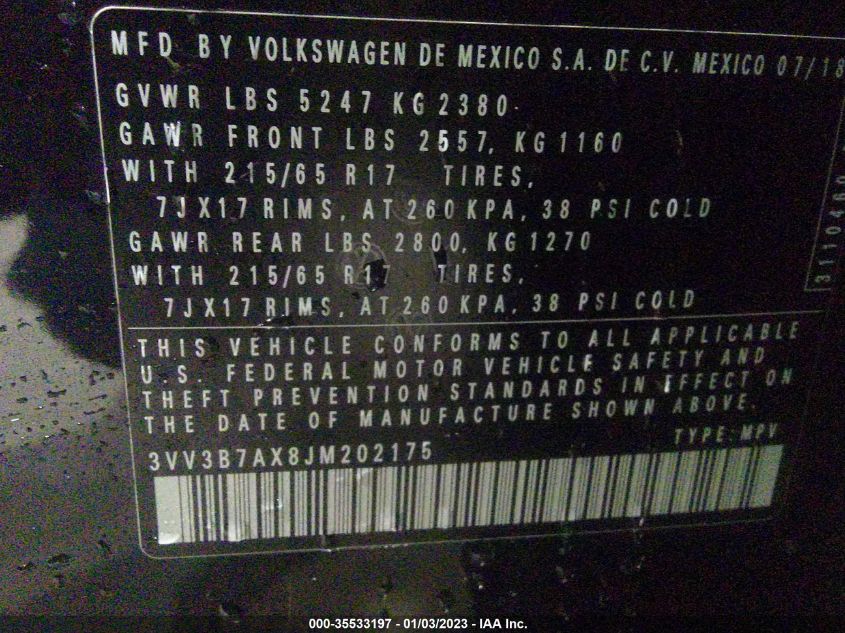 MFD BY VOLKSWAGEN DE MEXICO S.A. DE C.V. MEXICO 07/18
GVWR LBS 5247 KG 2380
GAWR FRONT LBS 2557, KG 1160
WITH 215/65 R17 TIRES,
7JX17 RIMS, AT 260 KPA, 38 PSI COLD
GAWR REAR LBS 2800, KG 1270
WITH 215/65 R17 TIRES,
7JX17 RIMS, AT 260 KPA, 38 PSI COLD
THIS VEHICLE CONFORMS TO ALL APPLICABLE
U.S. FEDERAL MOTOR VEHICLE SAFETY AND
THEFT PREVENTION STANDARDS IN EFFECT ON
THE DATE OF MANUFACTURE SHOWN ABOVE.
TYPE: MPV
3VV3B7AX8JM202175
3110460
000-35533197 - 01/03/2023 - IAA Inc.